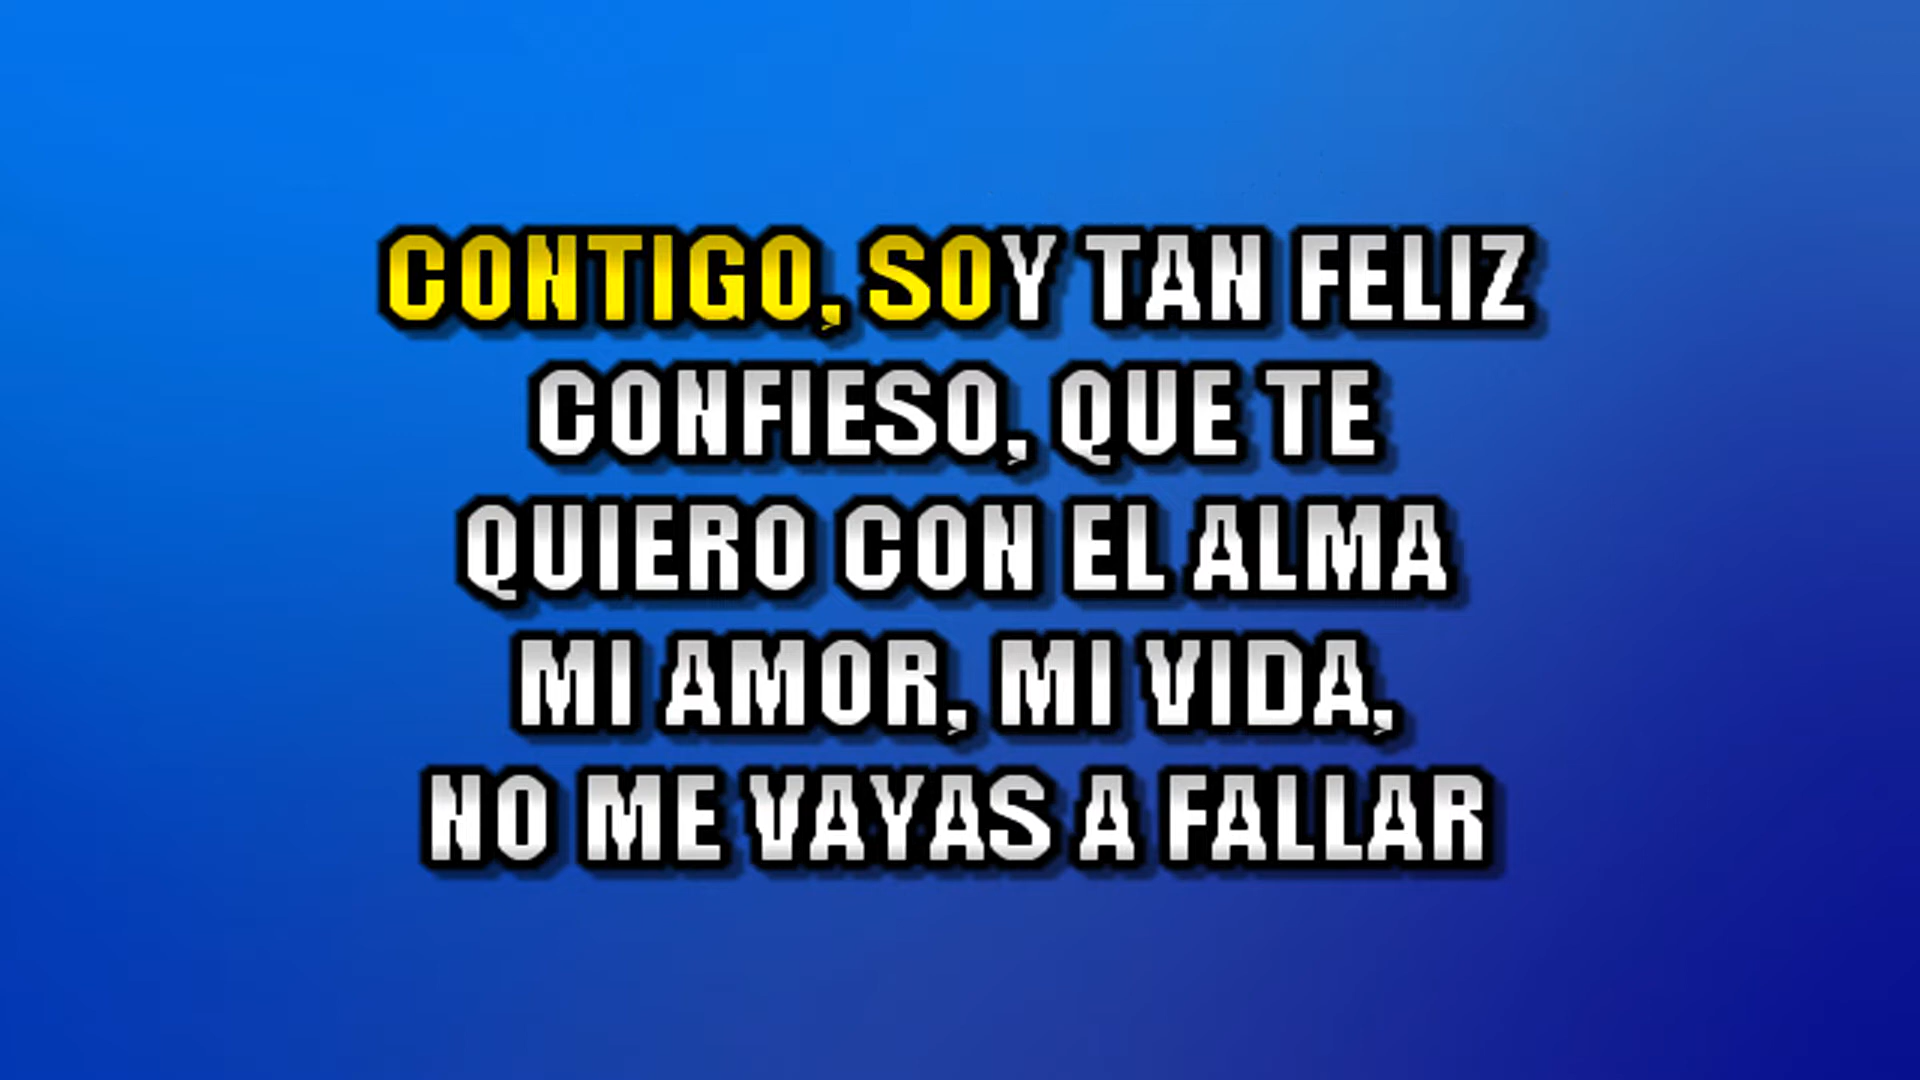 CONTIGO, SOY TAN FELIZ
CONFIESO, QUE TE
QUIERO CON EL ALMA
MI AMOR, MI VIDA,
NO ME VAYAS A FALLAR